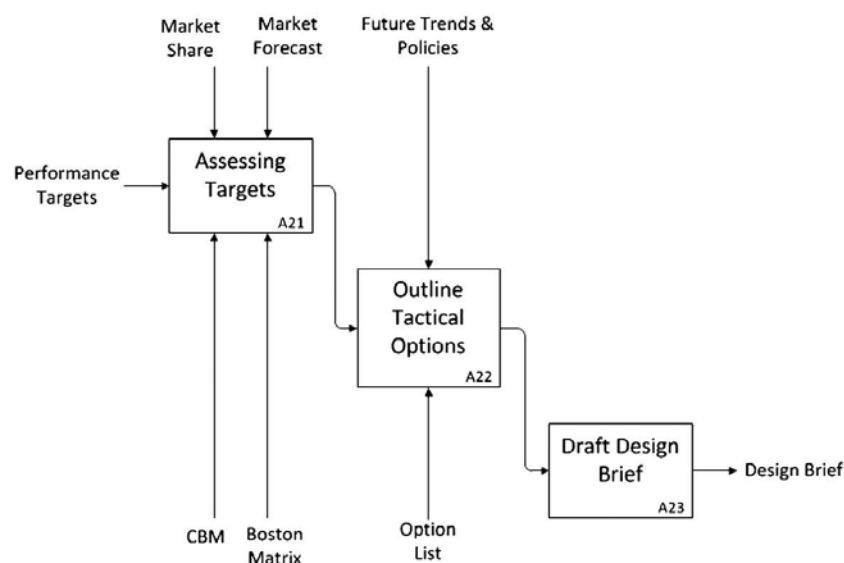 Market
Share
Market
Forecast
Future Trends &
Policies
Performance
Targets
Assessing
Targets
A21
Outline
Tactical
Options
A22
Draft Design
Brief
A23
Design Brief
CBM
Boston
Matrix
Option
List